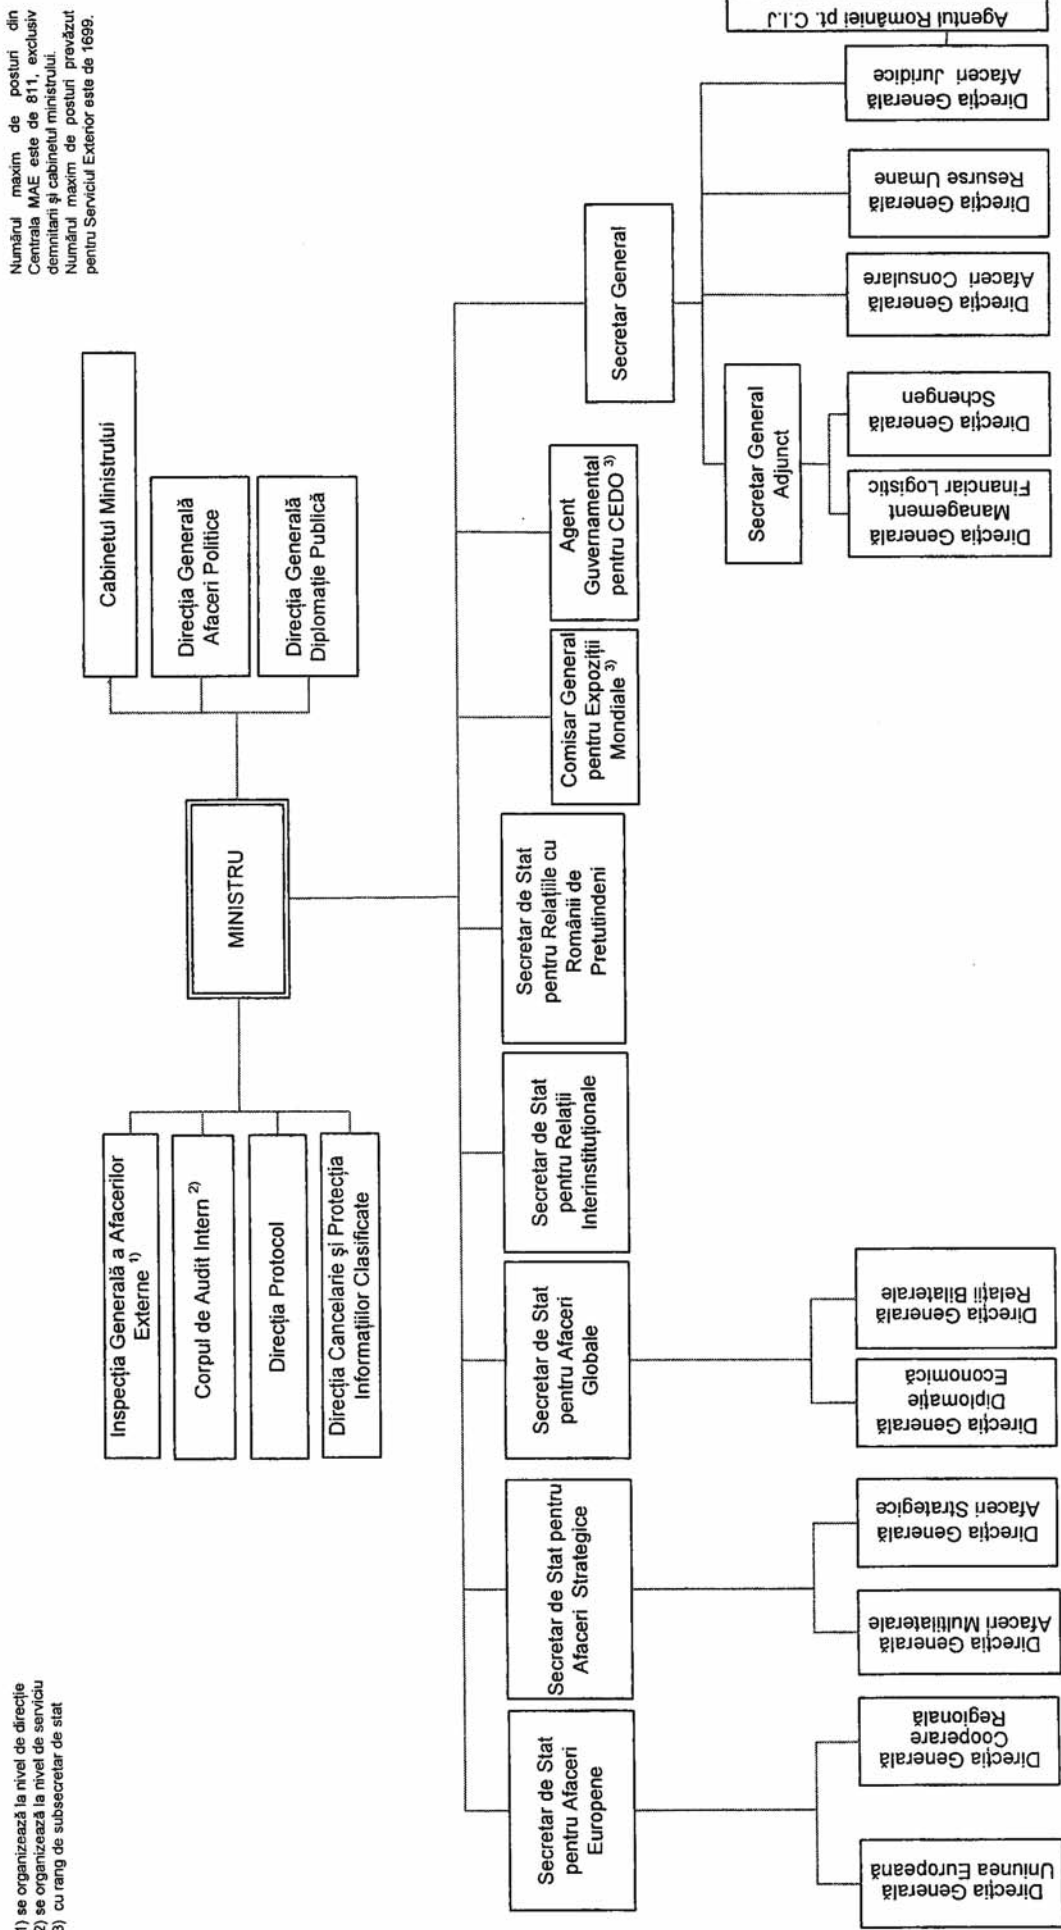 1) se organizează la nivel de direcție
2) se organizează la nivel de serviciu
3) cu rang de subsecretar de stat
Numărul maxim de posturi din
Centrala MAE este de 811, exclusiv
demnitarii și cabinetul ministrului.
Numărul maxim de posturi prevăzut
pentru Serviciul Exterior este de 1699.
Inspecția Generală a Afacerilor
Externe 1)
Corpul de Audit Intern 2)
Direcția Protocol
Direcția Cancelarie și Protecția
Informațiilor Clasificate
MINISTRU
Cabinetul Ministrului
Direcția Generală
Afaceri Politice
Direcția Generală
Diplomație Publică
Secretar de Stat
pentru Afaceri
Europene
Secretar de Stat pentru
Afaceri Strategice
Secretar de Stat
pentru Afaceri
Globale
Secretar de Stat
pentru Relații
Interinstituționale
Secretar de Stat
pentru Relațiile cu
Românii de
Pretutindeni
Comisar General
pentru Expoziții
Mondiale 3)
Agent
Guvernamental
pentru CEDO 3)
Secretar General
Secretar General
Adjunct
Direcția Generală
Uniunea Europeană
Direcția Generală
Cooperare
Regională
Direcția Generală
Afaceri Multilaterale
Direcția Generală
Afaceri Strategice
Direcția Generală
Diplomație
Economică
Direcția Generală
Relații Bilaterale
Direcția Generală
Management
Financiar Logistic
Direcția Generală
Schengen
Direcția Generală
Afaceri Consulare
Direcția Generală
Resurse Umane
Direcția Generală
Afaceri Juridice
Agentul României pt. C.I.J